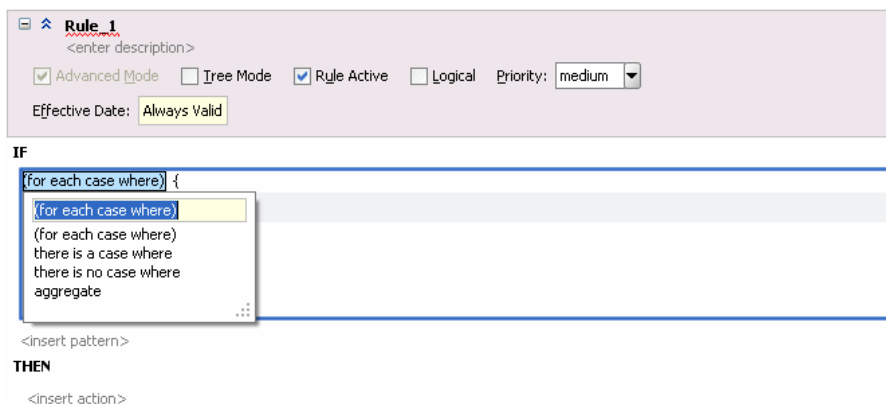 Rule_1
<enter description>
Advanced Mode Tree Mode Rule Active Logical Priority: medium
Effective Date: Always Valid
IF
(for each case where) {
(for each case where)
(for each case where)
there is a case where
there is no case where
aggregate
<insert pattern>
THEN
<insert action>